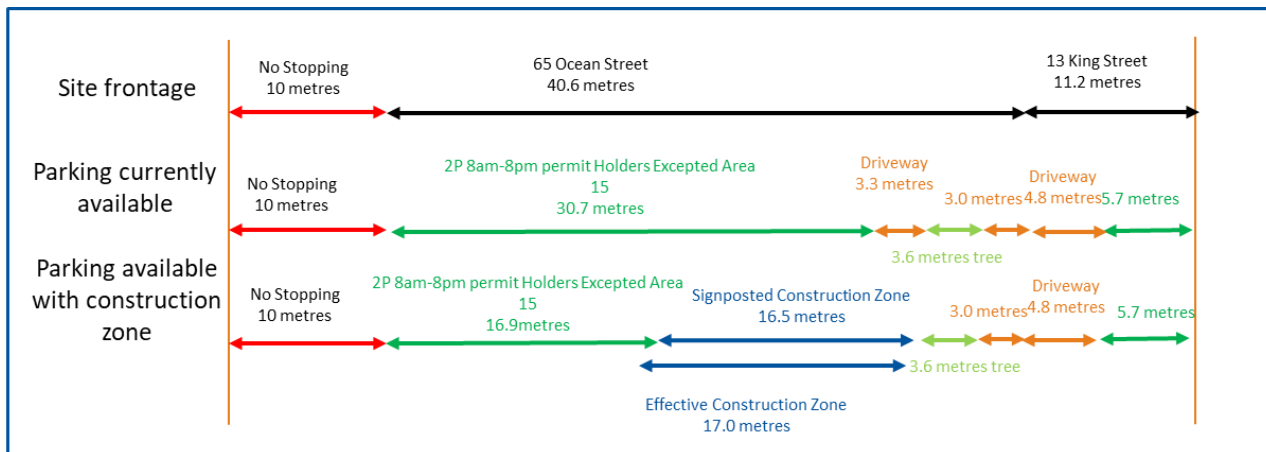 Site frontage
No Stopping
10 metres
65 Ocean Street
40.6 metres
13 King Street
11.2 metres
Parking currently
available
No Stopping
10 metres
2P 8am-8pm permit Holders Excepted Area
15
30.7 metres
Driveway
3.3 metres
3.6 metres tree
3.0 metres
Driveway
4.8 metres
5.7 metres
Parking available
with construction
zone
No Stopping
10 metres
2P 8am-8pm permit Holders Excepted Area
15
16.9metres
Signposted Construction Zone
16.5 metres
Effective Construction Zone
17.0 metres
3.6 metres tree
3.0 metres
Driveway
4.8 metres
5.7 metres